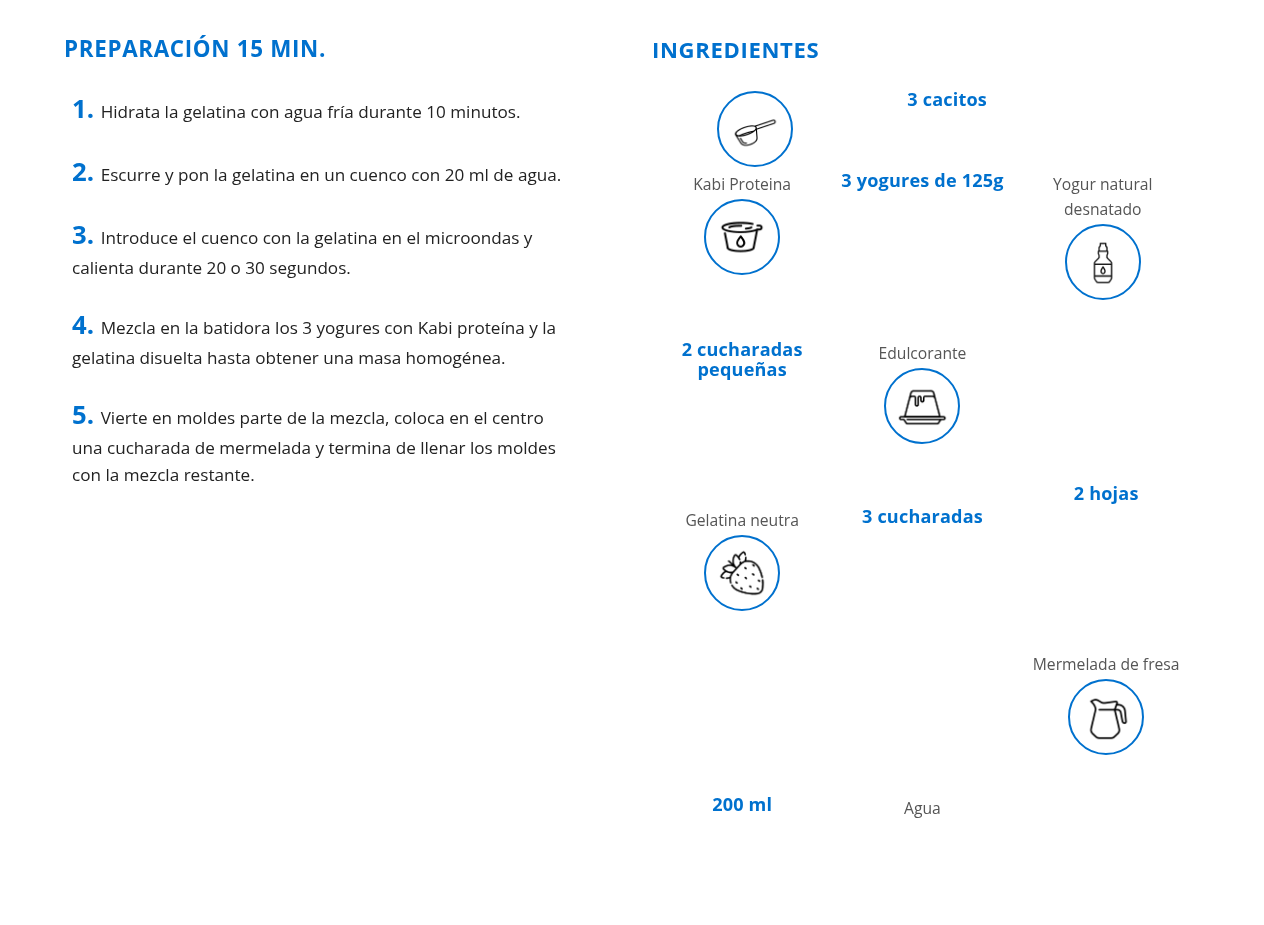 PREPARACIÓN 15 MIN.
1. Hidrata la gelatina con agua fría durante 10 minutos.
2. Escurre y pon la gelatina en un cuenco con 20 ml de agua.
3. Introduce el cuenco con la gelatina en el microondas y
calienta durante 20 o 30 segundos.
4. Mezcla en la batidora los 3 yogures con Kabi proteína y la
gelatina disuelta hasta obtener una masa homogénea.
5. Vierte en moldes parte de la mezcla, coloca en el centro
una cucharada de mermelada y termina de llenar los moldes
con la mezcla restante.
INGREDIENTES
3 cacitos
Kabi Proteina
3 yogures de 125g
Yogur natural
desnatado
2 cucharadas
pequeñas
Edulcorante
2 hojas
Gelatina neutra
3 cucharadas
Mermelada de fresa
200 ml
Agua